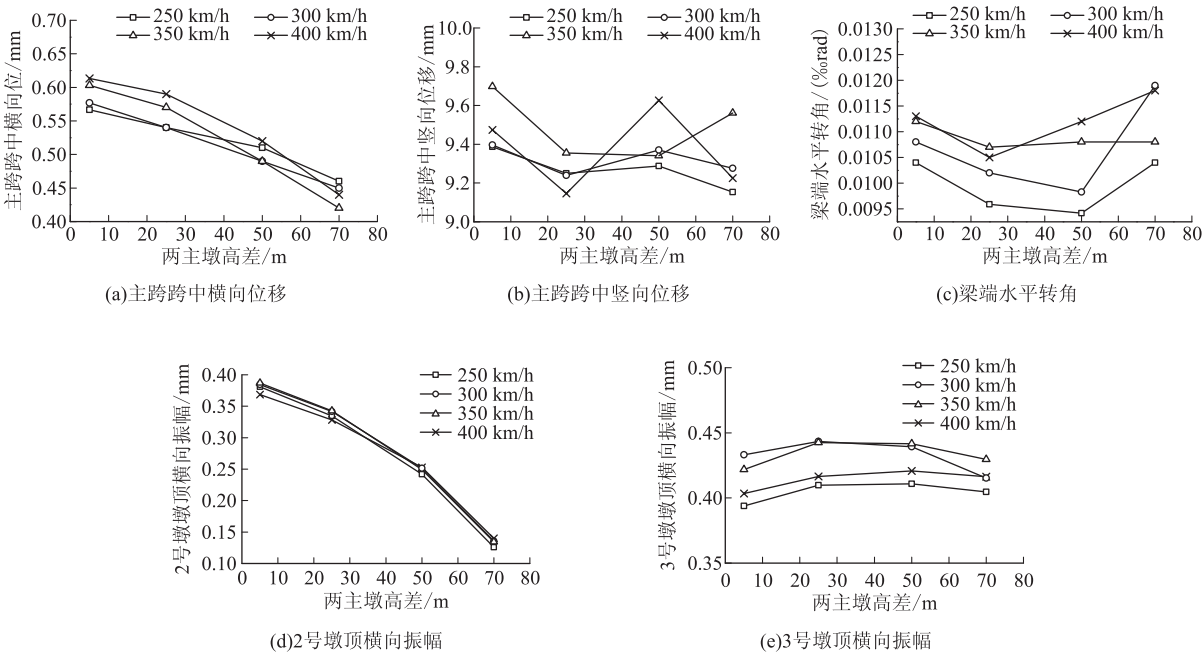 主跨跨中横向位/mm
0.70
0.65
0.60
0.55
0.50
0.45
0.40
250 km/h 300 km/h
350 km/h 400 km/h
0 10 20 30 40 50 60 70 80
两主墩高差/m
(a)主跨跨中横向位移
主跨跨中竖向位移/mm
10.0
9.8
9.6
9.4
9.2
9.0
250 km/h 300 km/h
350 km/h 400 km/h
0 10 20 30 40 50 60 70 80
两主墩高差/m
(b)主跨跨中竖向位移
梁端水平转角/(‰rad)
0.0130
0.0125
0.0120
0.0115
0.0110
0.0105
0.0100
0.0095
250 km/h 300 km/h
350 km/h 400 km/h
0 10 20 30 40 50 60 70 80
两主墩高差/m
(c)梁端水平转角
2号墩墩顶横向振幅/mm
0.40
0.35
0.30
0.25
0.20
0.15
0.10
250 km/h
300 km/h
350 km/h
400 km/h
0 10 20 30 40 50 60 70 80
两主墩高差/m
(d)2号墩顶横向振幅
3号墩墩顶横向振幅/mm
0.50
0.45
0.40
0.35
250 km/h
300 km/h
350 km/h
400 km/h
0 10 20 30 40 50 60 70 80
两主墩高差/m
(e)3号墩顶横向振幅